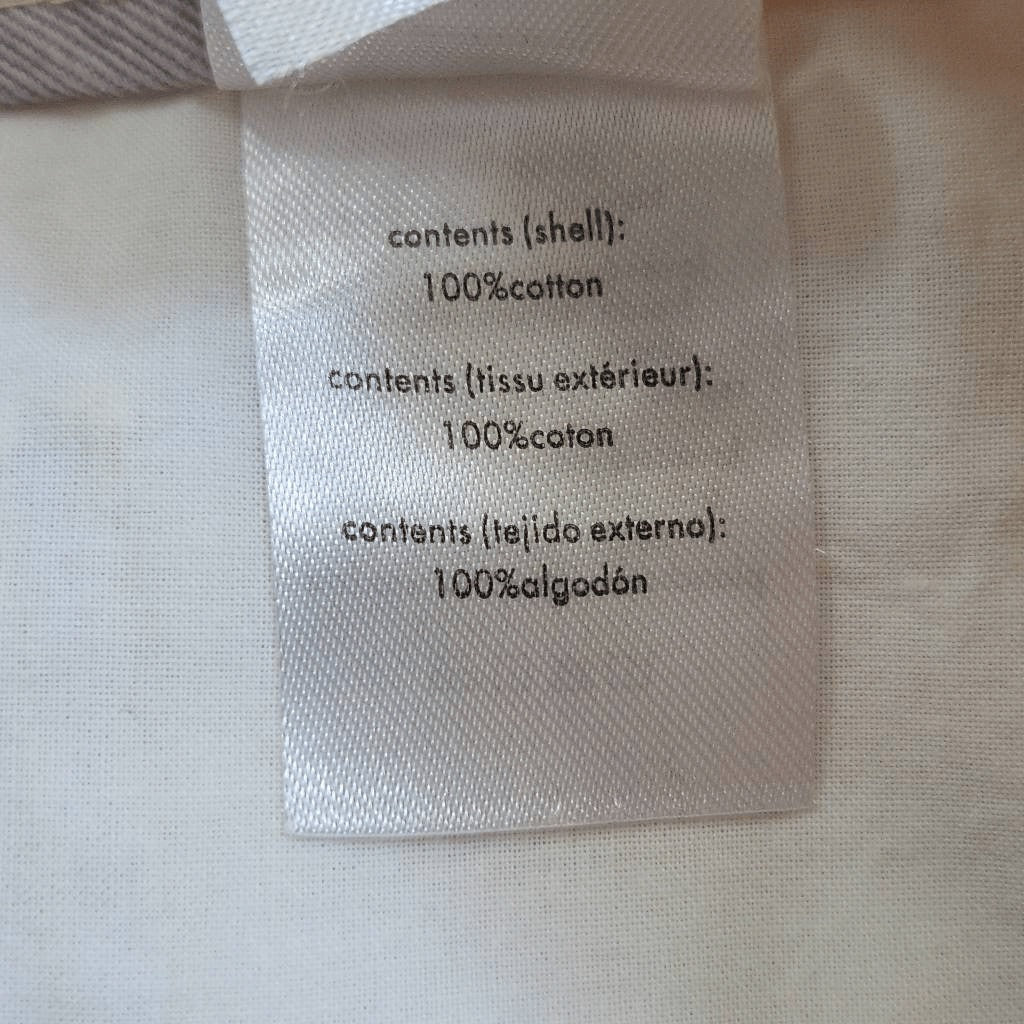 contents (shell):
100%cotton
contents (tissu extérieur):
100%coton
contents (tejido externo):
100%algodón